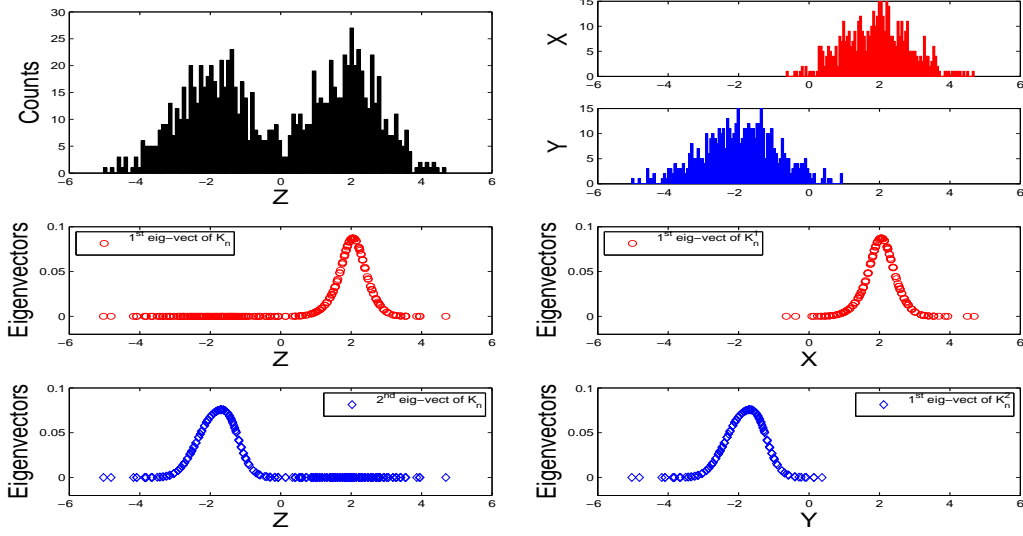 30
25
20
15
10
5
0
Counts
−6 −4 −2 0 2 4 6
Z
15
10
5
0
X
−6 −4 −2 0 2 4 6
15
10
5
0
Y
−6 −4 −2 0 2 4 6
0.1
0.05
0
Eigenvectors
1st eig−vect of Kn
−6 −4 −2 0 2 4 6
Z
0.1
0.05
0
Eigenvectors
1st eig−vect of Kn1
−6 −4 −2 0 2 4 6
X
0.1
0.05
0
Eigenvectors
2nd eig−vect of Kn
−6 −4 −2 0 2 4 6
Z
0.1
0.05
0
Eigenvectors
1st eig−vect of Kn2
−6 −4 −2 0 2 4 6
Y